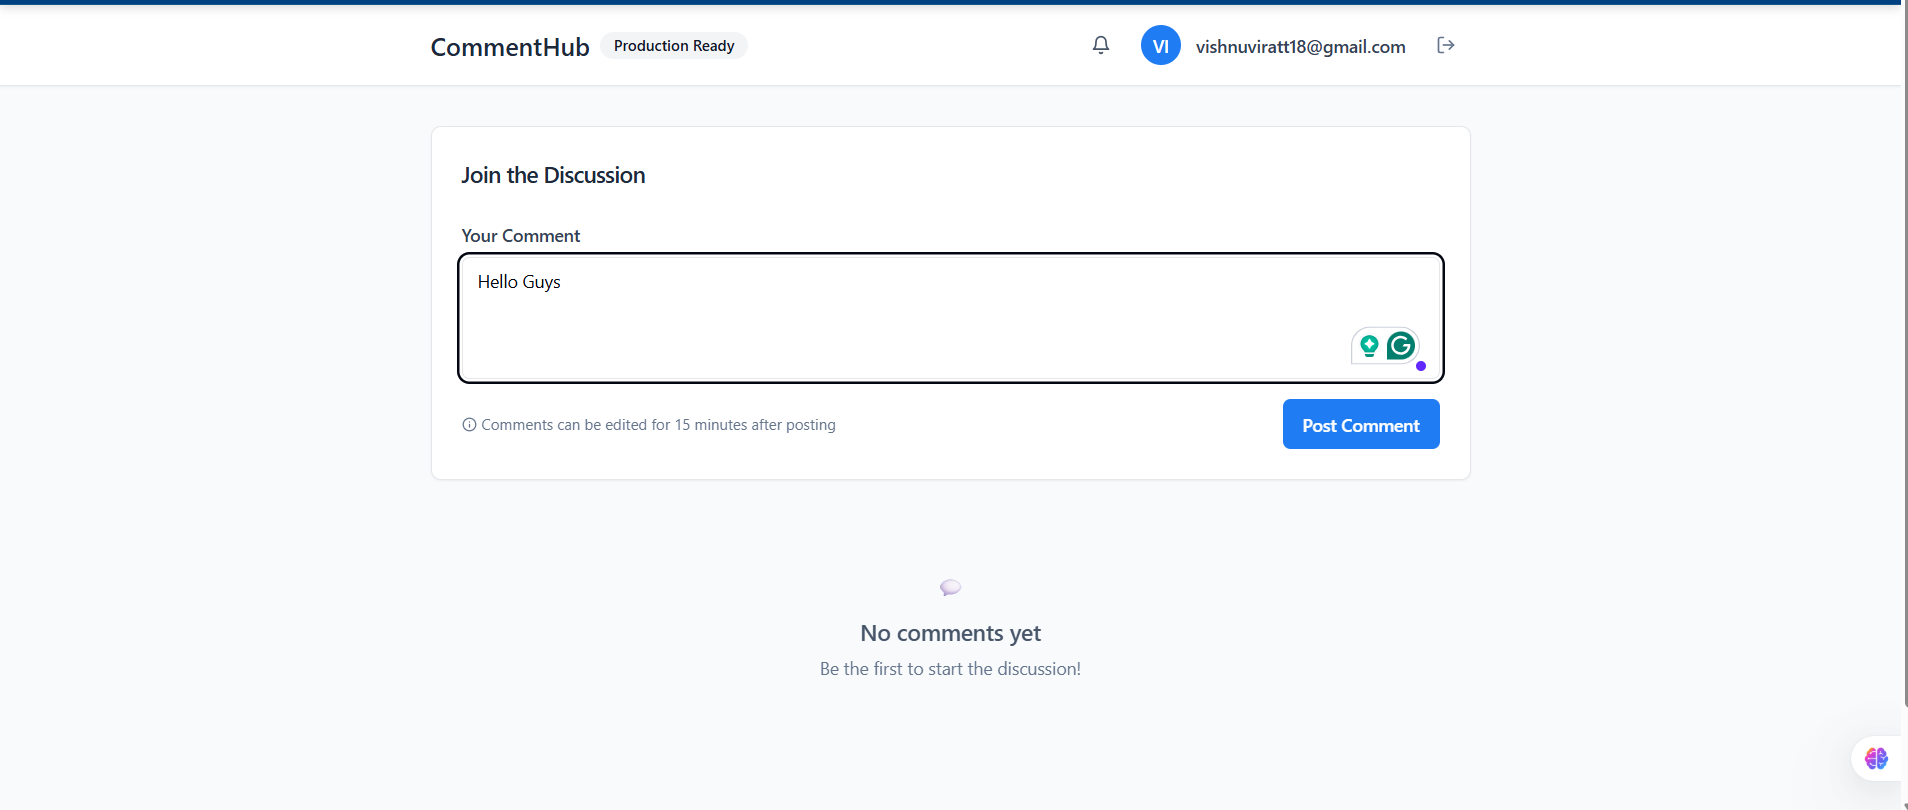 CommentHub
Production Ready
VI
vishnuviratt18@gmail.com
Join the Discussion
Your Comment
Hello Guys
Comments can be edited for 15 minutes after posting
Post Comment
No comments yet
Be the first to start the discussion!